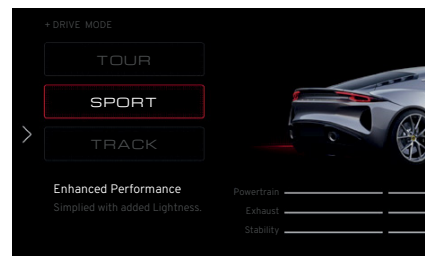 + DRIVE MODE
TOUR
SPORT
TRACK
Enhanced Performance
Simplied with added Lightness.
Powertrain
Exhaust
Stability